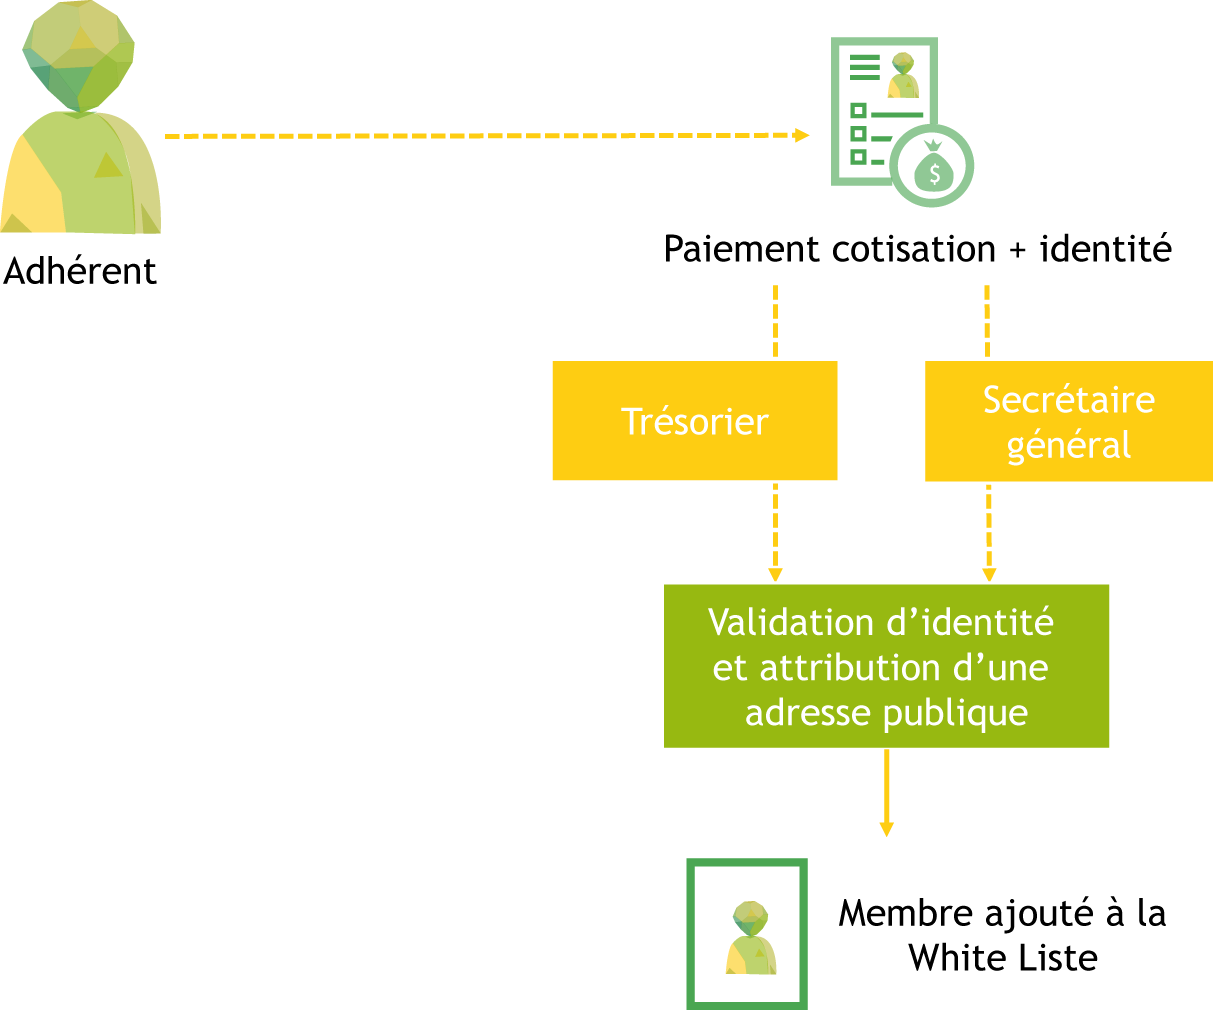 Adhérent
$
Paiement cotisation + identité
Trésorier
Secrétaire
général
Validation d’identité
et attribution d’une
adresse publique
Membre ajouté à la
White Liste